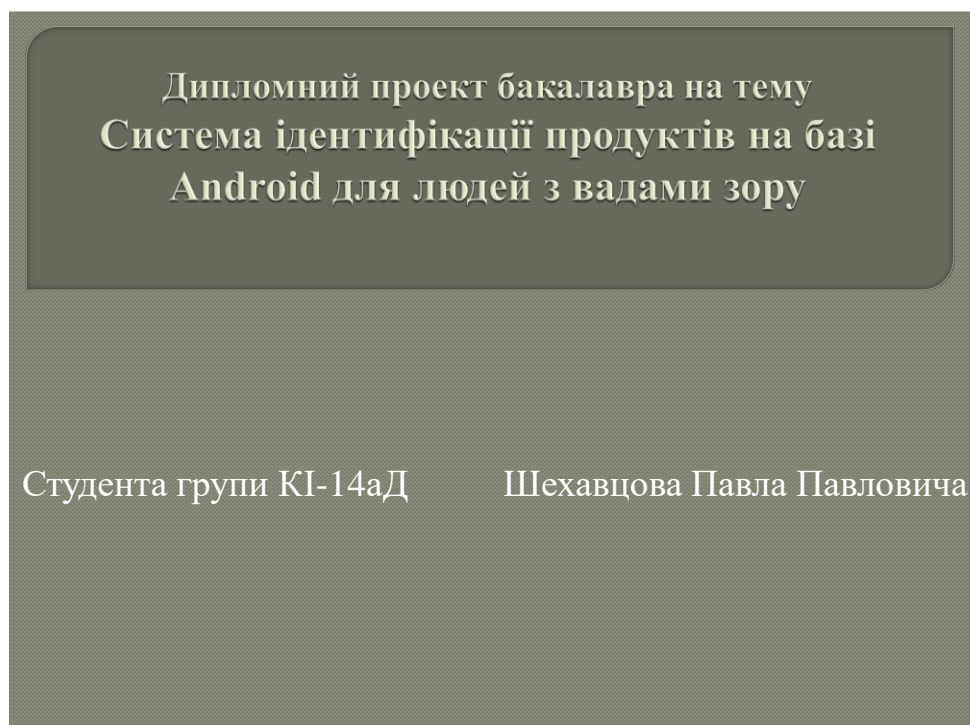 Дипломний проект бакалавра на тему
Система ідентифікації продуктів на базі
Android для людей з вадами зору
Студента групи КІ-14аД Шехавцова Павла Павловича